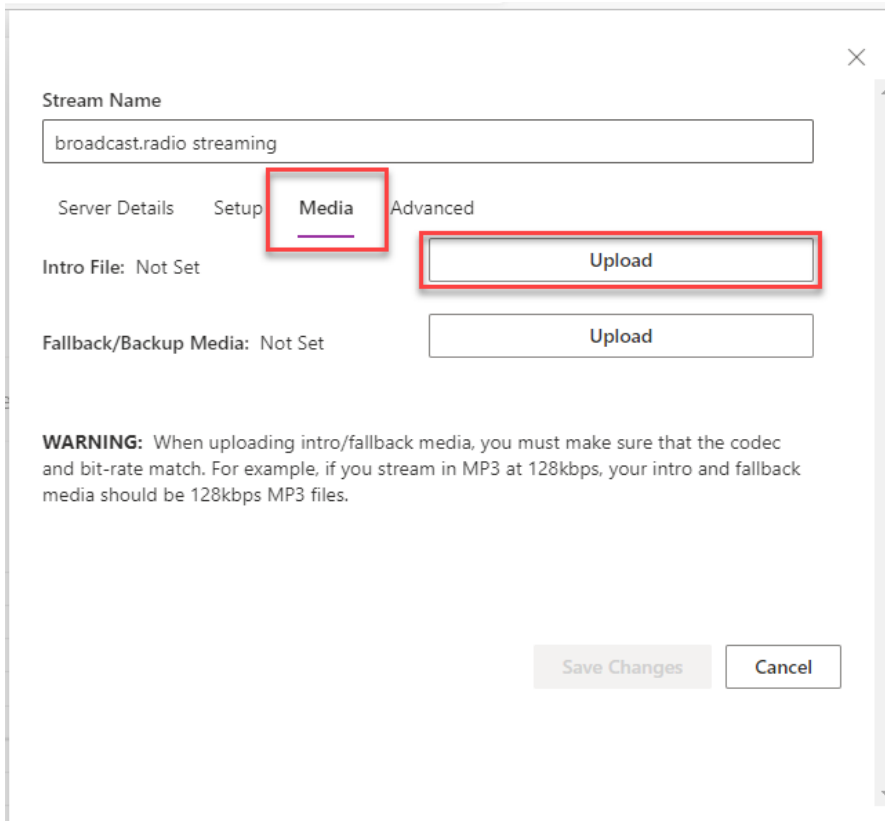 Stream Name
broadcast.radio streaming
Server Details Setup Media Advanced
Intro File: Not Set Upload
Fallback/Backup Media: Not Set Upload
WARNING: When uploading intro/fallback media, you must make sure that the codec
and bit-rate match. For example, if you stream in MP3 at 128kbps, your intro and fallback
media should be 128kbps MP3 files.
Save Changes Cancel